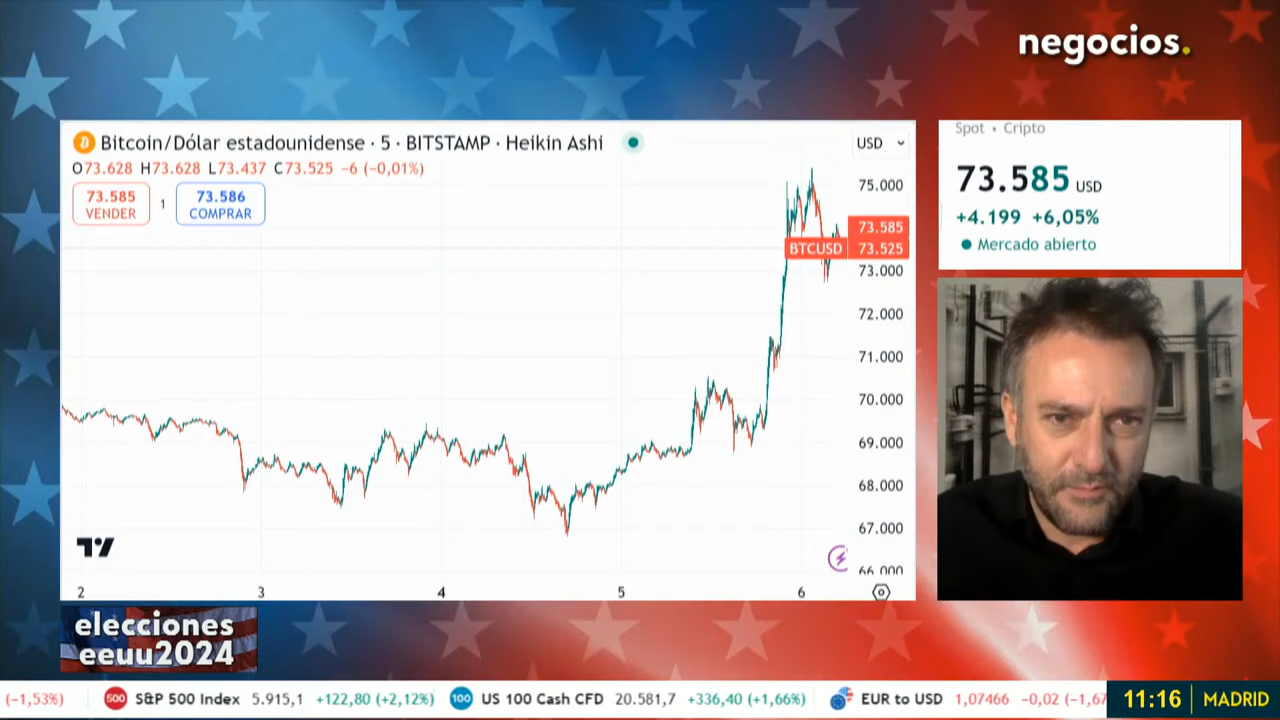 negocios.
Bitcoin/Dólar estadounidense · 5 · BITSTAMP · Heikin Ashi
USD
O73.628 H73.628 L73.437 C73.525 −6 (−0,01%)
73.585
VENDER
1
73.586
COMPRAR
75.000
73.585
BTCUSD 73.525
73.000
72.000
71.000
70.000
69.000
68.000
67.000
66.000
2 3 4 5 6
Spot • Cripto
73.585 USD
+4.199 +6,05%
Mercado abierto
elecciones
eeuu2024
(−1,53%) 500 S&P 500 Index 5.915,1 +122,80 (+2,12%) 100 US 100 Cash CFD 20.581,7 +336,40 (+1,66%) EUR to USD 1,07466 −0,02 (−1,67 11:16 MADRID